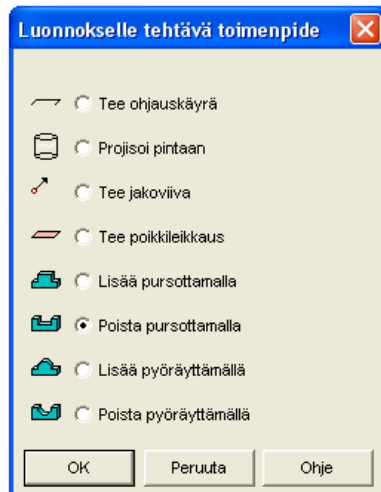 Luonnokselle tehtävä toimenpide
Tee ohjauskäyrä
Projisoi pintaan
Tee jakoviiva
Tee poikkileikkaus
Lisää pursottamalla
Poista pursottamalla
Lisää pyöräyttämällä
Poista pyöräyttämällä
OK Peruuta Ohje